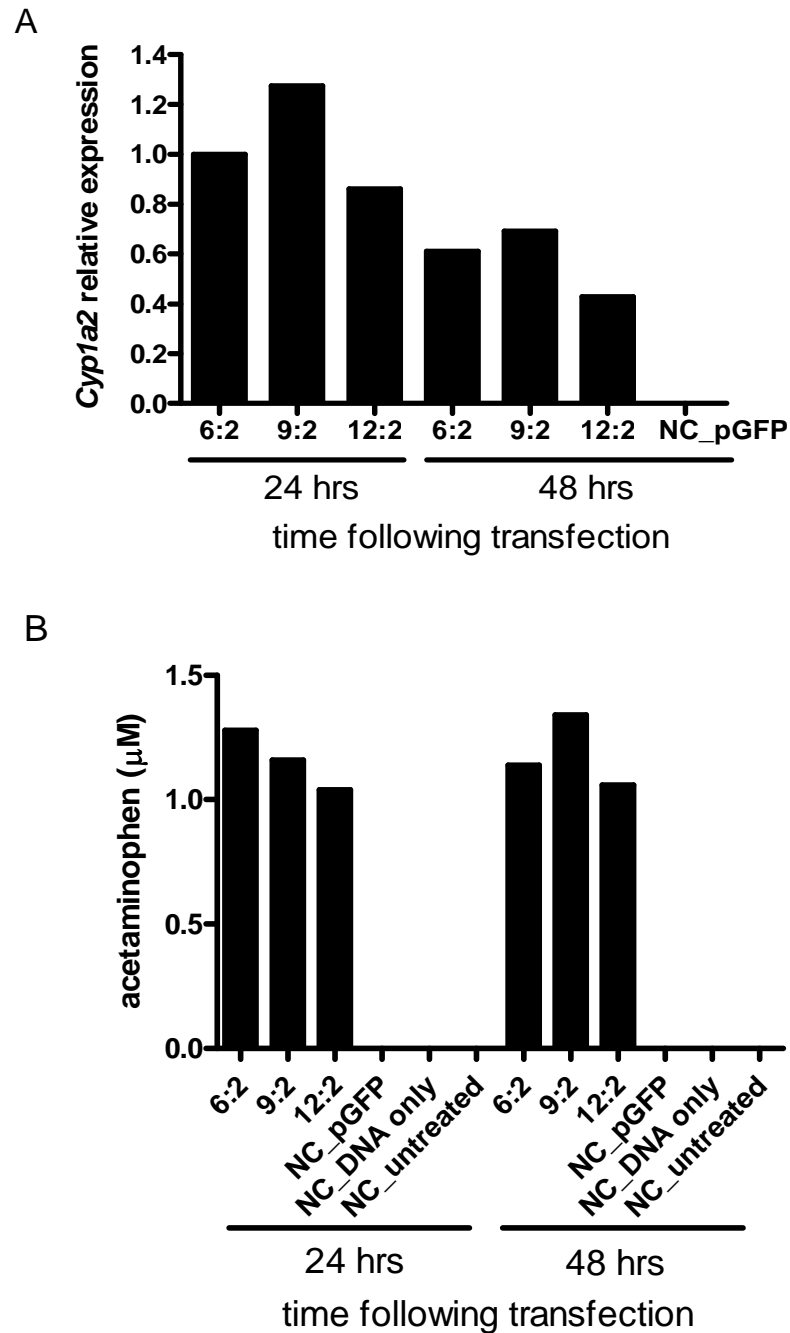 A
Cyp1a2 relative expression
1.4
1.2
1.0
0.8
0.6
0.4
0.2
0.0
6:2 9:2 12:2 6:2 9:2 12:2 NC_pGFP
24 hrs 48 hrs
time following transfection
B
acetaminophen (μM)
1.5
1.0
0.5
0.0
6:2 9:2 12:2 NC_pGFP NC_DNA only NC_untreated 6:2 9:2 12:2 NC_pGFP NC_DNA only NC_untreated
24 hrs 48 hrs
time following transfection